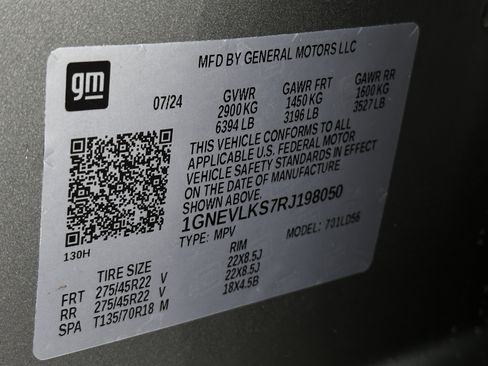 gm
MFD BY GENERAL MOTORS LLC
07/24 GVWR GAWR FRT GAWR RR
2900 KG 1450 KG 1600 KG
6394 LB 3196 LB 3527 LB
THIS VEHICLE CONFORMS TO ALL
APPLICABLE U.S. FEDERAL MOTOR
VEHICLE SAFETY STANDARDS IN EFFECT
ON THE DATE OF MANUFACTURE
SHOWN ABOVE.
1GNEVLKS7RJ198050
130H TYPE: MPV MODEL:
TIRE SIZE RIM
FRT 275/45R22 V 22X8.5J
RR 275/45R22 V 22X8.5J
SPA T135/70R18 M 18X4.5B